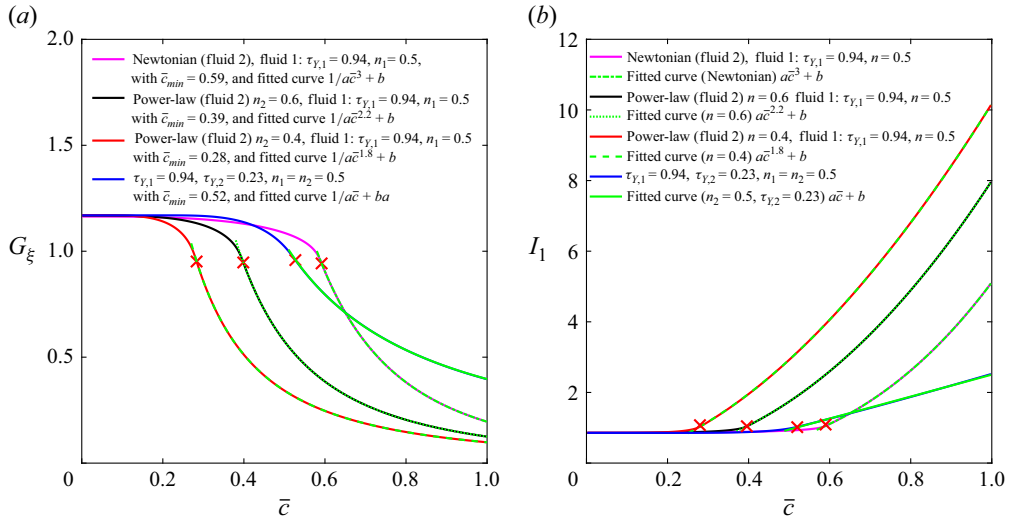 (a)
2.0
1.5
1.0
0.5
0
0.2
0.4
0.6
0.8
1.0
G_ξ
c̄
Newtonian (fluid 2), fluid 1: τ_{Y,1} = 0.94, n_1 = 0.5,
with c̄_{min} = 0.59, and fitted curve 1/ac̄^3 + b
Power-law (fluid 2) n_2 = 0.6, fluid 1: τ_{Y,1} = 0.94, n_1 = 0.5
with c̄_{min} = 0.39, and fitted curve 1/ac̄^{2.2} + b
Power-law (fluid 2) n_2 = 0.4, fluid 1: τ_{Y,1} = 0.94, n_1 = 0.5
with c̄_{min} = 0.28, and fitted curve 1/ac̄^{1.8} + b
τ_{Y,1} = 0.94, τ_{Y,2} = 0.23, n_1 = n_2 = 0.5
with c̄_{min} = 0.52, and fitted curve 1/ac̄ + ba
(b)
12
10
8
6
4
2
0
0.2
0.4
0.6
0.8
1.0
I_1
c̄
Newtonian (fluid 2), fluid 1: τ_{Y,1} = 0.94, n = 0.5
Fitted curve (Newtonian) ac̄^3 + b
Power-law (fluid 2) n = 0.6 fluid 1: τ_{Y,1} = 0.94, n = 0.5
Fitted curve (n = 0.6) ac̄^{2.2} + b
Power-law (fluid 2) n = 0.4, fluid 1: τ_{Y,1} = 0.94, n = 0.5
Fitted curve (n = 0.4) ac̄^{1.8} + b
τ_{Y,1} = 0.94, τ_{Y,2} = 0.23, n_1 = n_2 = 0.5
Fitted curve (n_2 = 0.5, τ_{Y,2} = 0.23) ac̄ + b